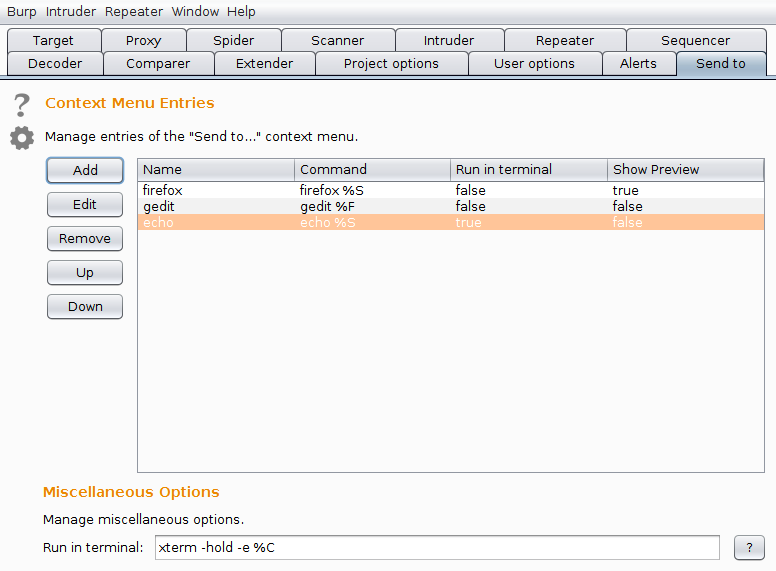 Burp Intruder Repeater Window Help
Target Proxy Spider Scanner Intruder Repeater Sequencer
Decoder Comparer Extender Project options User options Alerts Send to
? Context Menu Entries
Manage entries of the "Send to..." context menu.
Add
Edit
Remove
Up
Down
Name Command Run in terminal Show Preview
firefox firefox %S false true
gedit gedit %F false false
echo echo %S true false
Miscellaneous Options
Manage miscellaneous options.
Run in terminal: xterm -hold -e %C ?